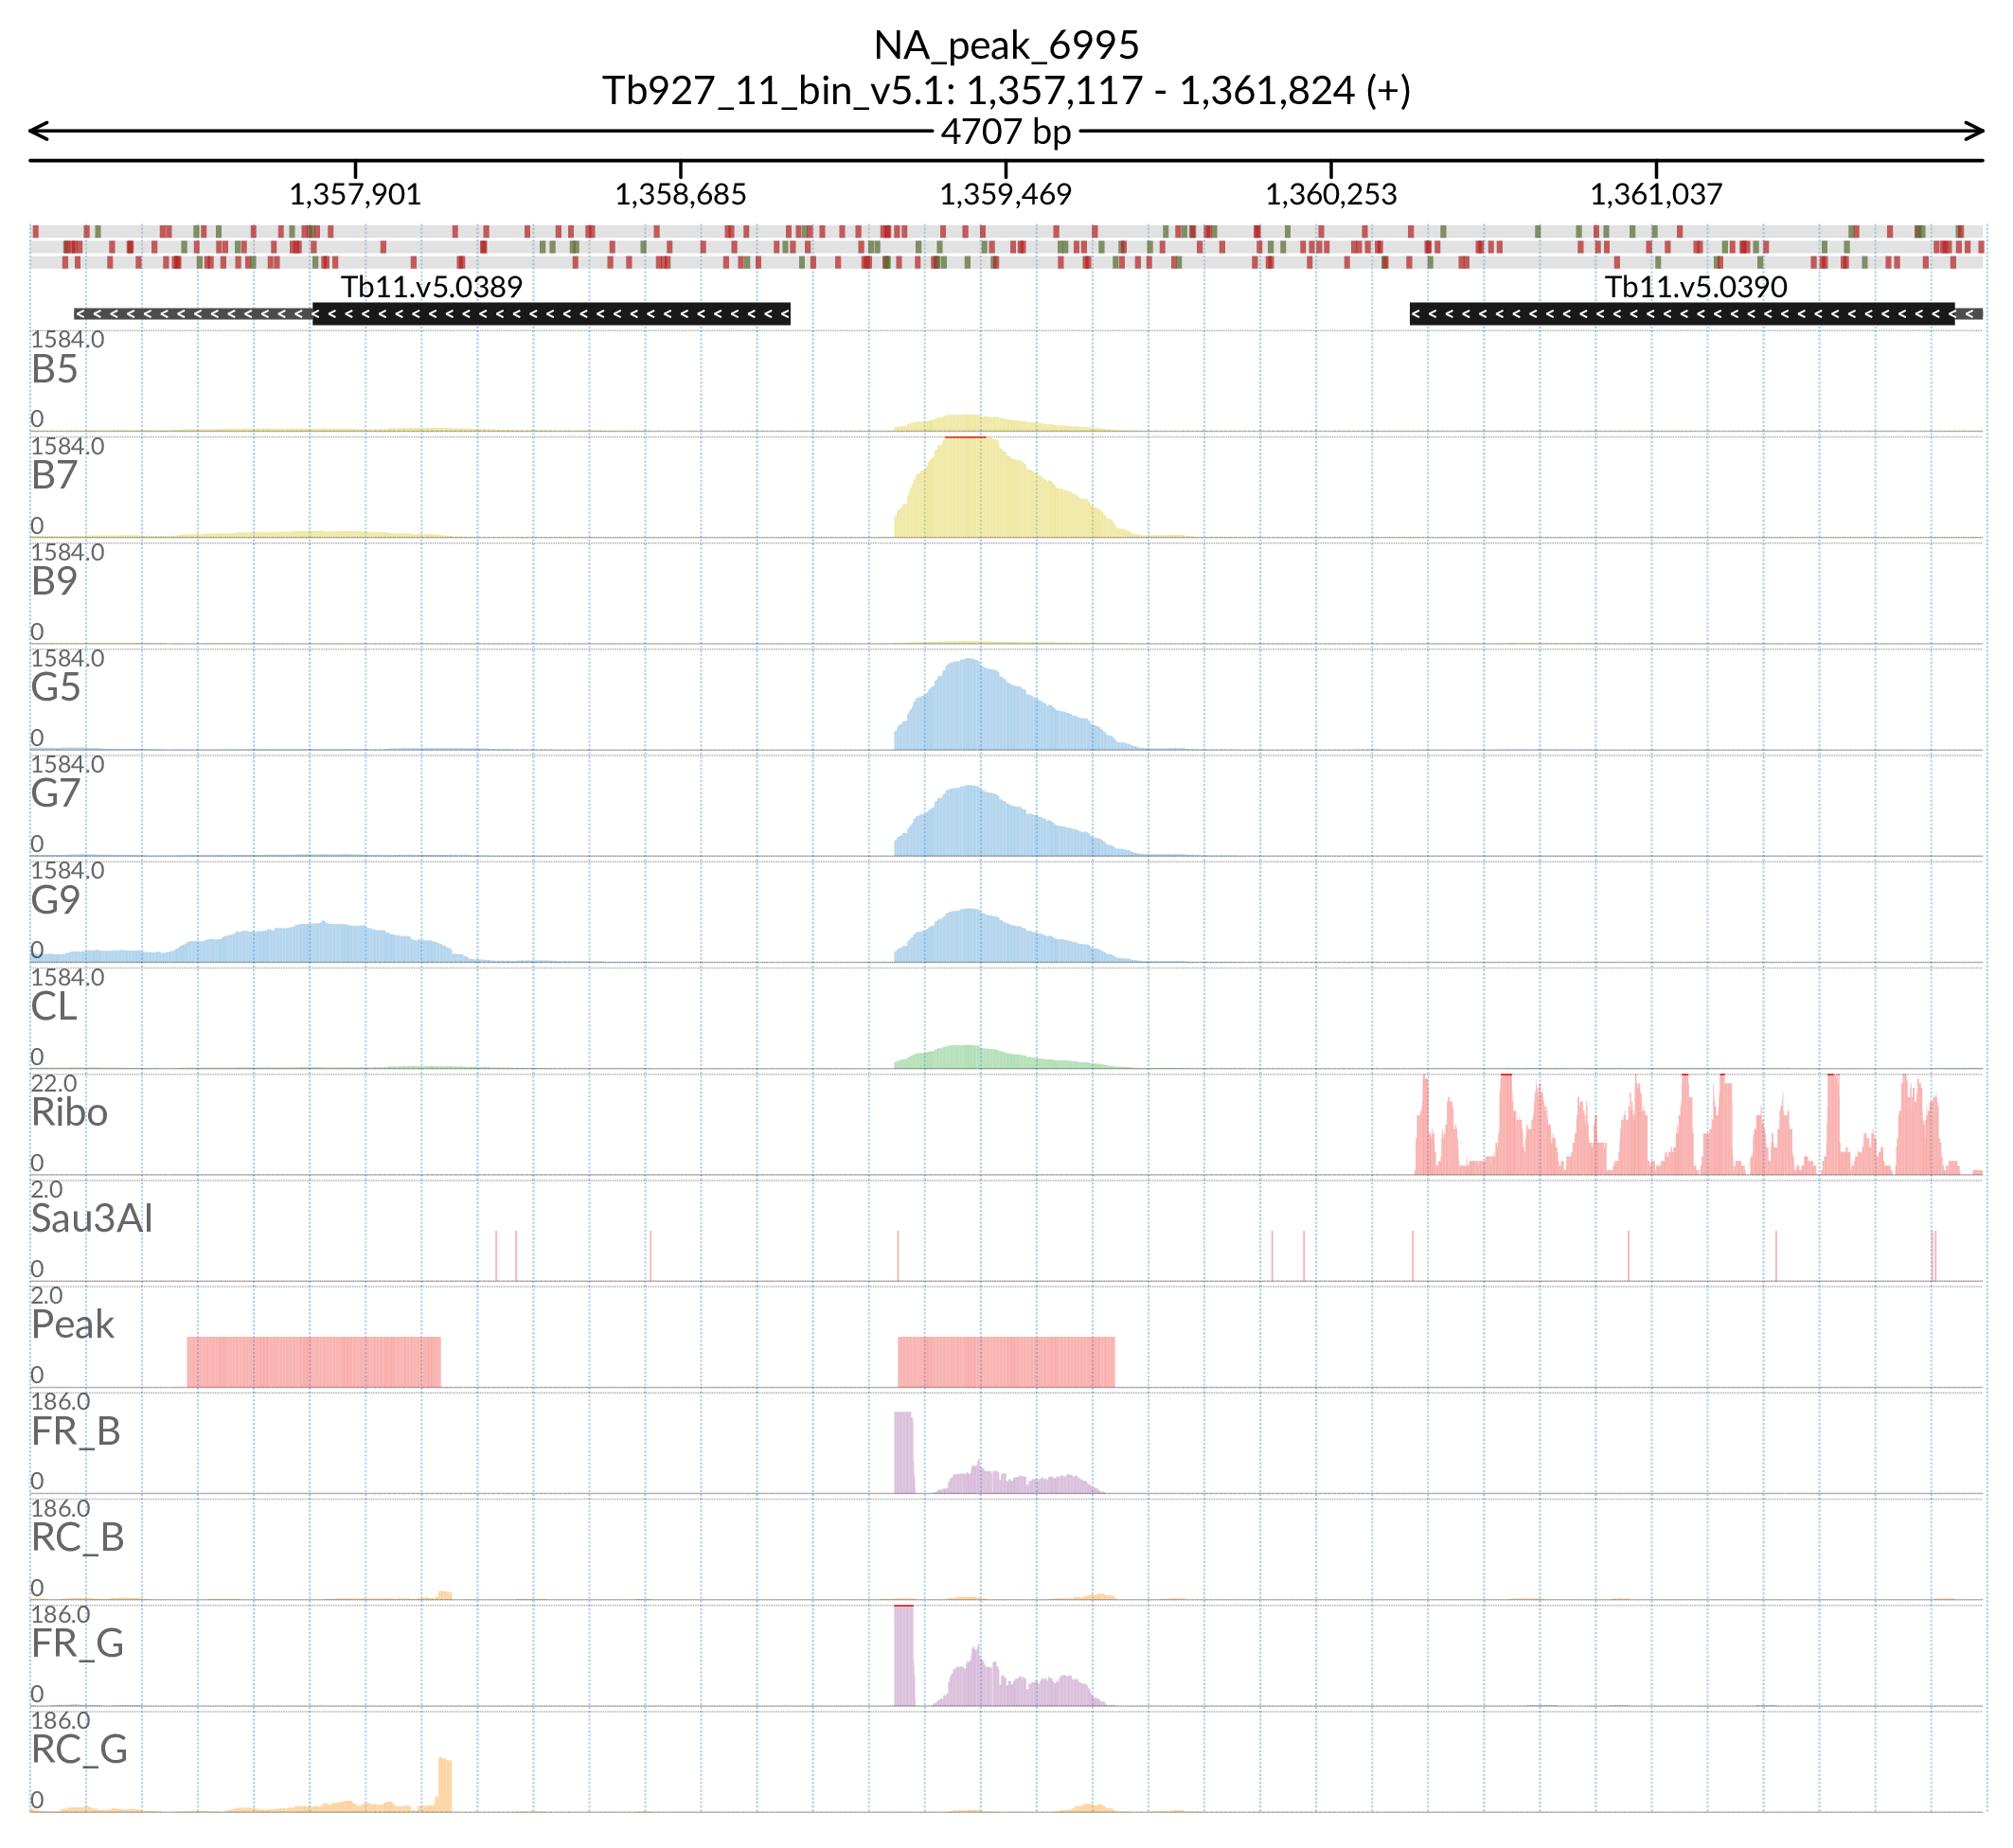 NA_peak_6995
Tb927_11_bin_v5.1: 1,357,117 - 1,361,824 (+)
4707 bp
1,357,901 1,358,685 1,359,469 1,360,253 1,361,037
Tb11.v5.0389 Tb11.v5.0390
1584.0
B5
0
1584.0
B7
0
1584.0
B9
0
1584.0
G5
0
1584.0
G7
0
1584.0
G9
0
1584.0
CL
0
22.0
Ribo
0
2.0
Sau3AI
0
2.0
Peak
0
186.0
FR_B
0
186.0
RC_B
0
186.0
FR_G
0
186.0
RC_G
0